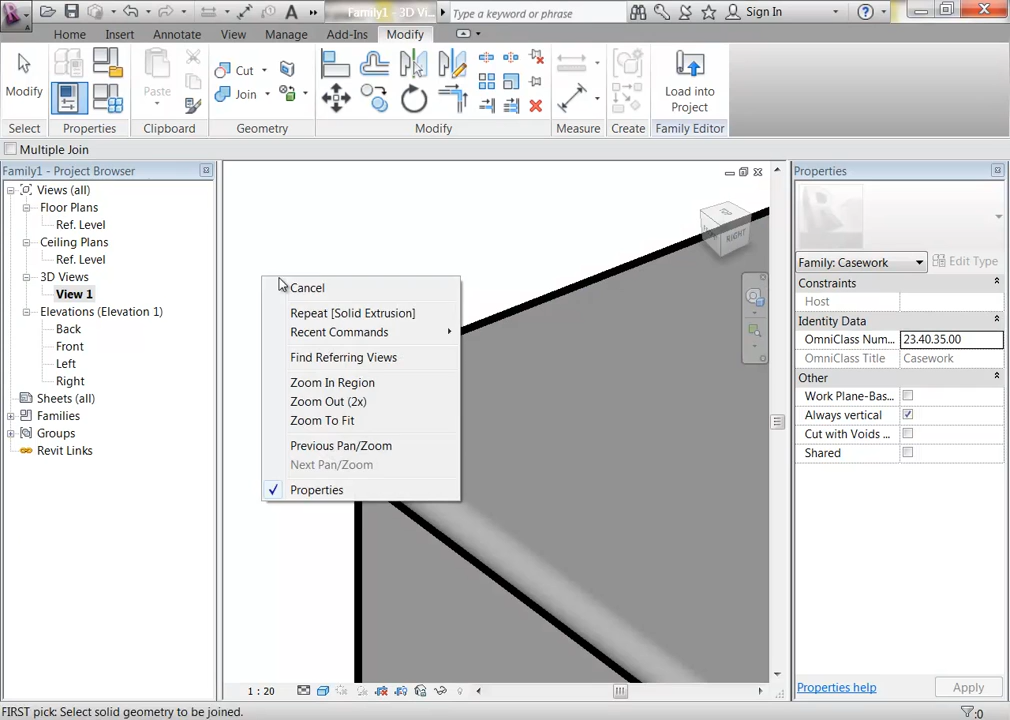 Family1 - 3D Vi...
Type a keyword or phrase
Sign In
Home
Insert
Annotate
View
Manage
Add-Ins
Modify
Modify
Cut
Join
Paste
Load into
Project
Select
Properties
Clipboard
Geometry
Modify
Measure
Create
Family Editor
Multiple Join
Family1 - Project Browser
Views (all)
Floor Plans
Ref. Level
Ceiling Plans
Ref. Level
3D Views
View 1
Elevations (Elevation 1)
Back
Front
Left
Right
Sheets (all)
Families
Groups
Revit Links
Cancel
Repeat [Solid Extrusion]
Recent Commands
Find Referring Views
Zoom In Region
Zoom Out (2x)
Zoom To Fit
Previous Pan/Zoom
Next Pan/Zoom
Properties
TOP
RIGHT
1 : 20
Properties
Family: Casework
Edit Type
Constraints
Host
Identity Data
OmniClass Num... 23.40.35.00
OmniClass Title Casework
Other
Work Plane-Bas...
Always vertical
Cut with Voids ...
Shared
Properties help
Apply
FIRST pick: Select solid geometry to be joined.
:0